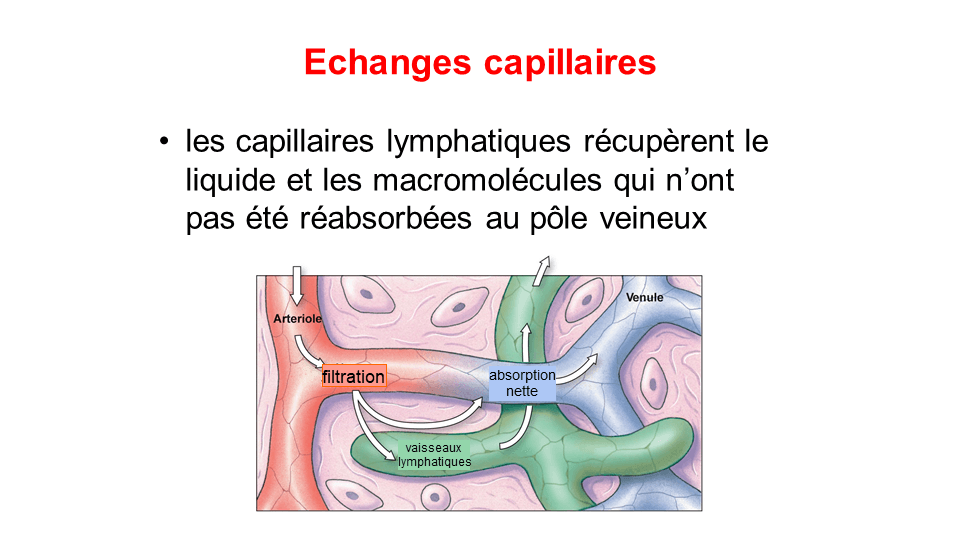 Echanges capillaires
• les capillaires lymphatiques récupèrent le
liquide et les macromolécules qui n’ont
pas été réabsorbées au pôle veineux
Venule
Arteriole
filtration
absorption
nette
vaisseaux
lymphatiques